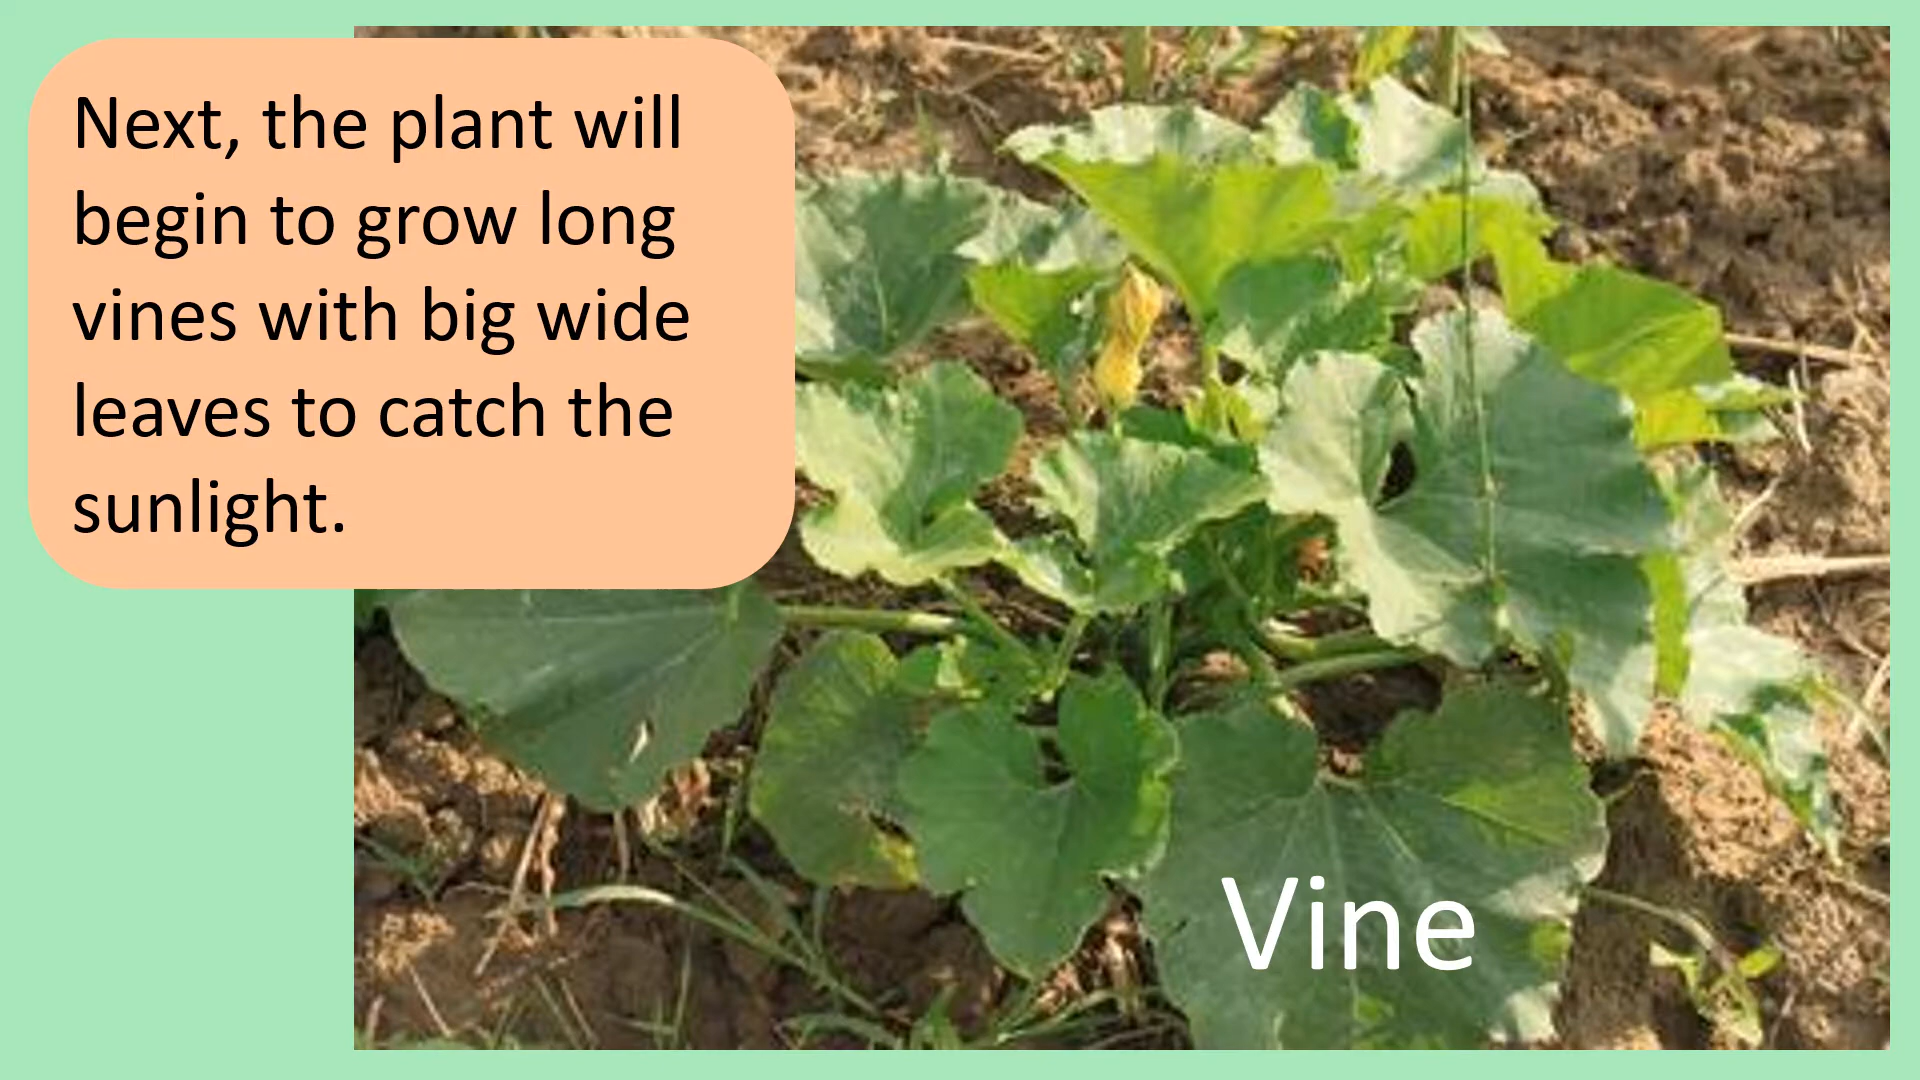 Next, the plant will
begin to grow long
vines with big wide
leaves to catch the
sunlight.
Vine